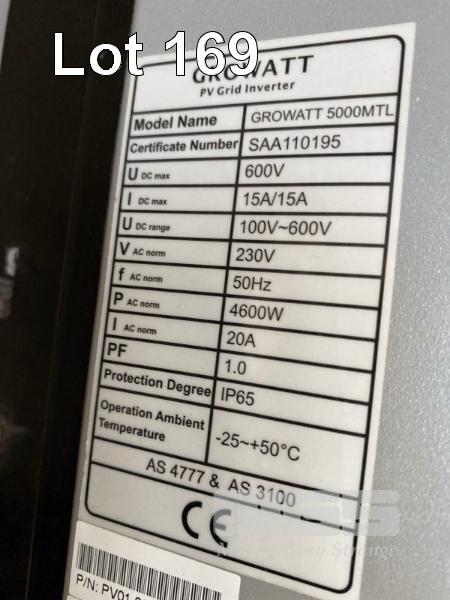 Lot 169
GROWATT
PV Grid Inverter
Model Name GROWATT 5000MTL
Certificate Number SAA110195
U DC max 600V
I DC max 15A/15A
U DC range 100V~600V
V AC norm 230V
f AC norm 50Hz
P AC norm 4600W
I AC norm 20A
PF 1.0
Protection Degree IP65
Operation Ambient
Temperature -25~+50°C
AS 4777 & AS 3100
CE
P/N: PV01